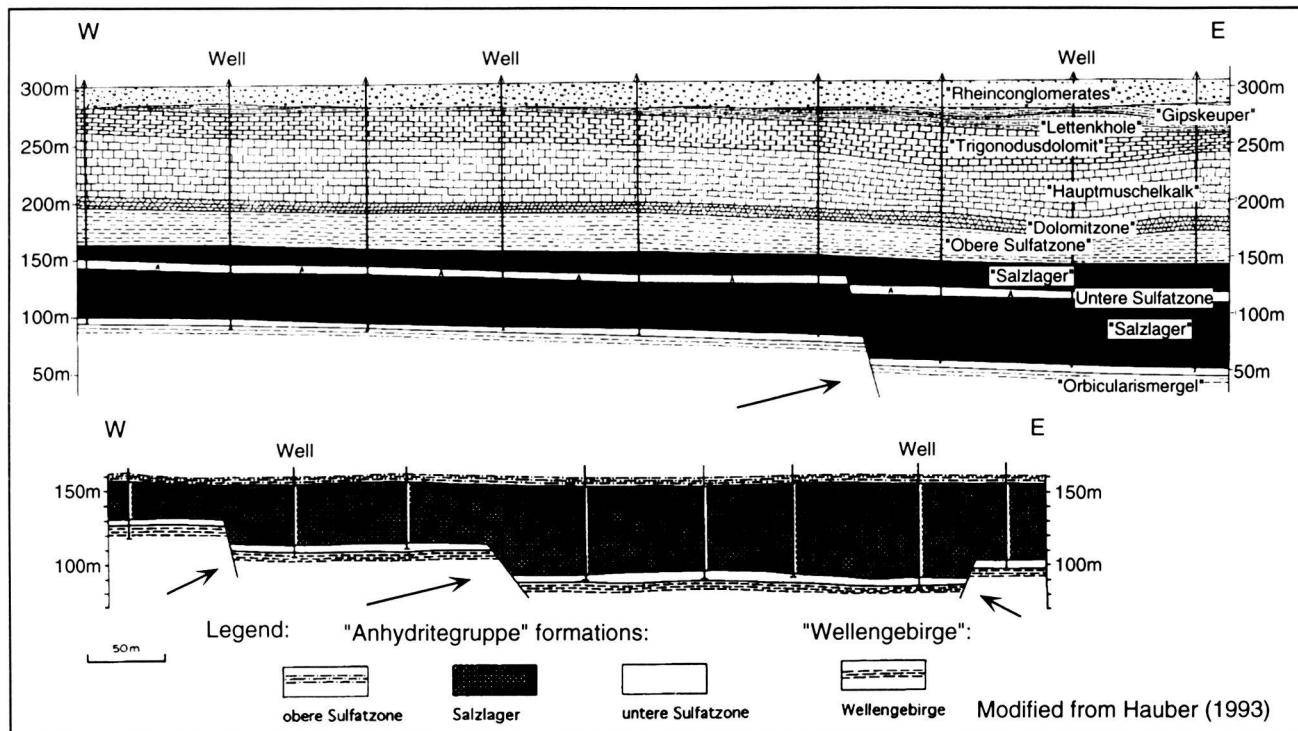 W E
Well Well Well
300m "Rheinconglomerates" 300m
"Gipskeuper"
"Lettenkhole"
250m "Trigonodusdolomit" 250m
"Hauptmuschelkalk"
200m 200m
"Dolomitzone"
"Obere Sulfatzone"
150m 150m
"Salzlager"
Untere Sulfatzone
100m 100m
"Salzlager"
50m 50m
"Orbicularismergel"
W E
Well Well
150m 150m
100m 100m
Legend: "Anhydritegruppe" formations: "Wellengebirge":
50m
obere Sulfatzone Salzlager untere Sulfatzone Wellengebirge
Modified from Hauber (1993)